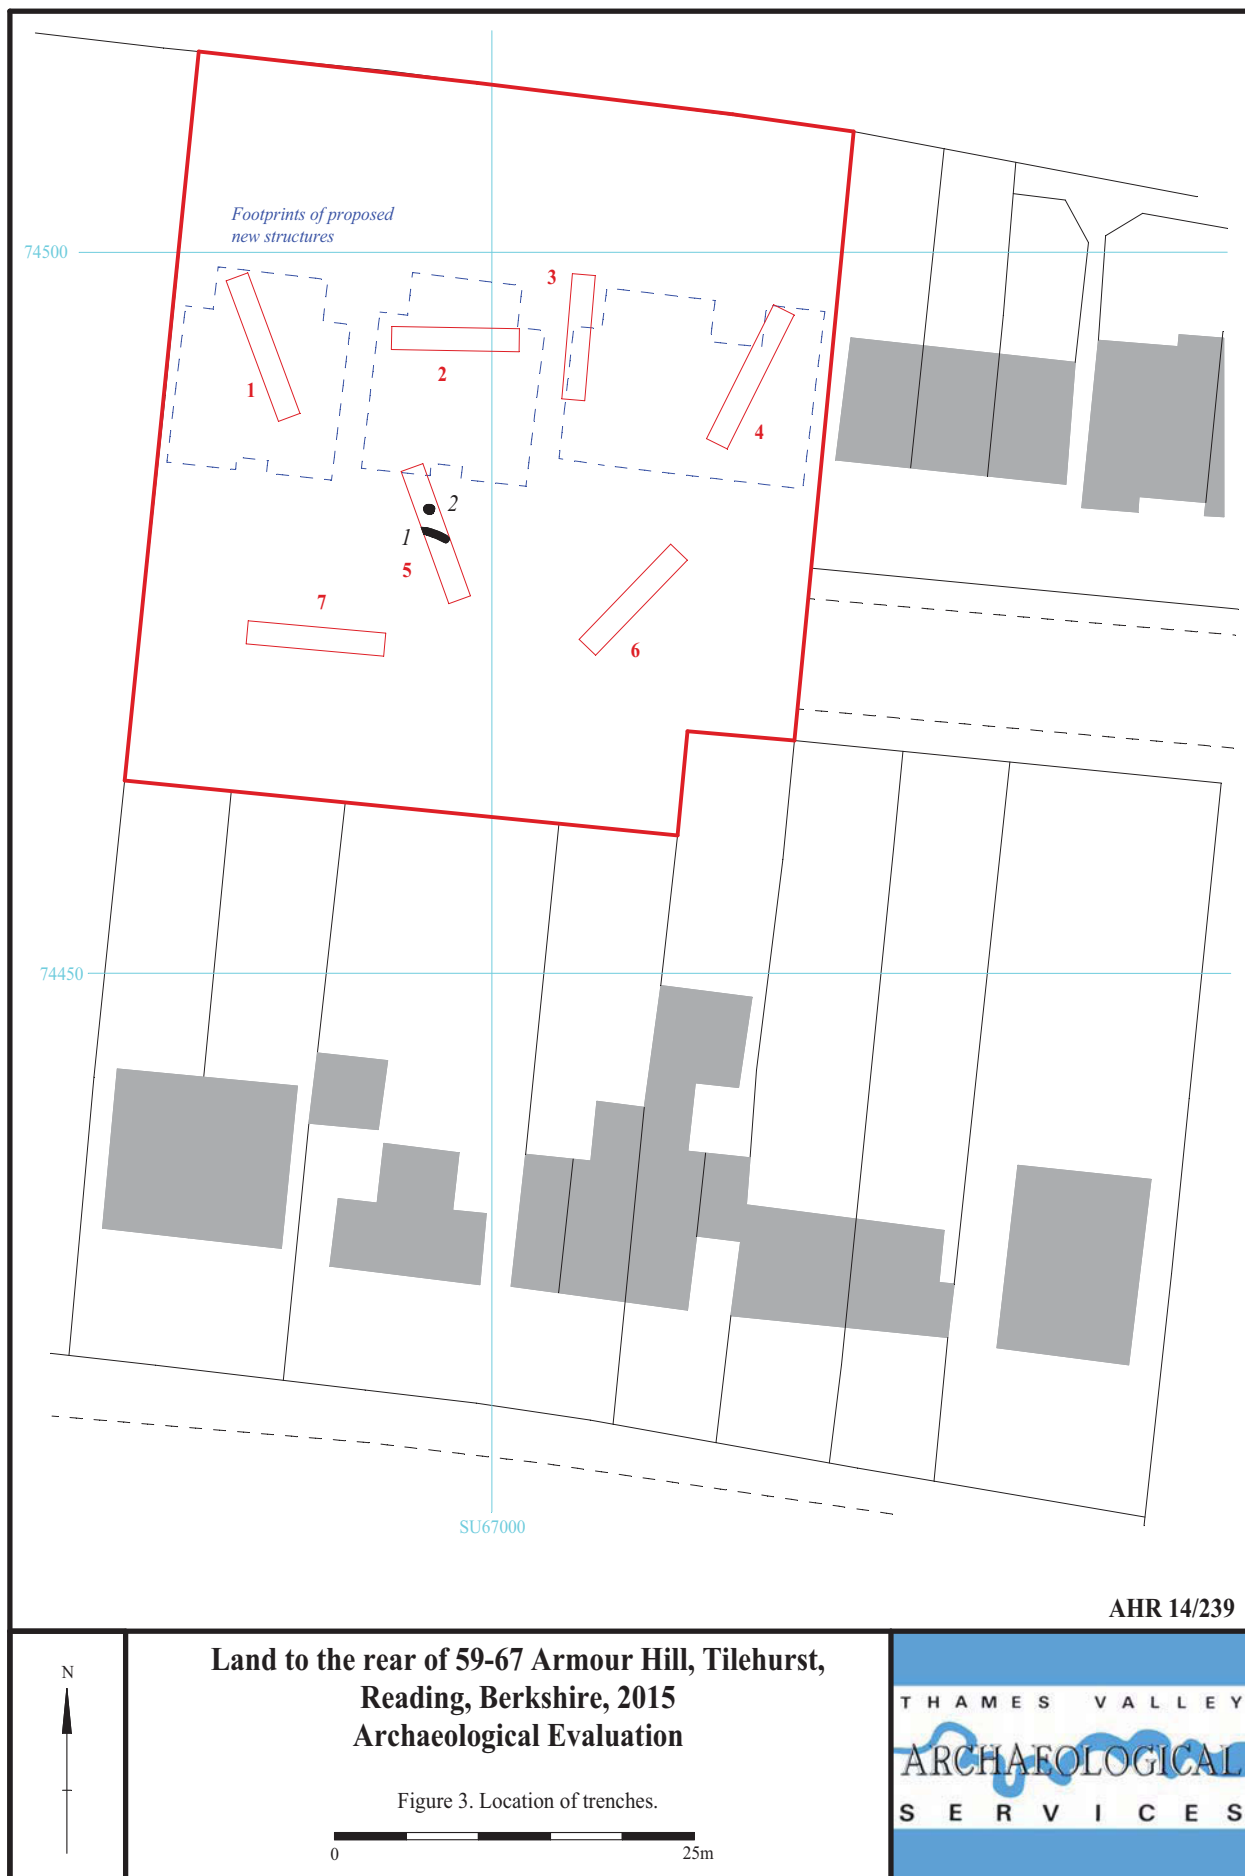 Footprints of proposed
new structures
74500
3
1
2
4
2
1
5
7
6
74450
SU67000
AHR 14/239
N
Land to the rear of 59-67 Armour Hill, Tilehurst,
Reading, Berkshire, 2015
Archaeological Evaluation
Figure 3. Location of trenches.
0 25m
THAMES VALLEY
ARCHAEOLOGICAL
SERVICES